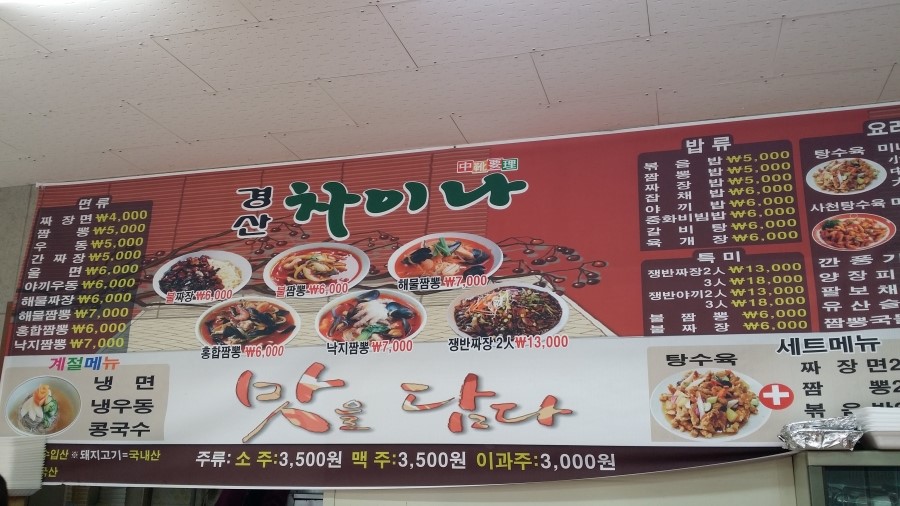 면류
짜장면 ₩4,000
짬뽕 ₩5,000
우동 ₩5,000
간짜장 ₩5,000
울면 ₩6,000
야끼우동 ₩6,000
해물짜장 ₩6,000
해물짬뽕 ₩7,000
홍합짬뽕 ₩6,000
낙지짬뽕 ₩7,000
경산 차이나
불짜장 ₩6,000
불짬뽕 ₩6,000
해물짬뽕 ₩7,000
홍합짬뽕 ₩6,000
낙지짬뽕 ₩7,000
쟁반짜장 2人 ₩13,000
밥류
볶음밥 ₩5,000
짬뽕밥 ₩5,000
짜장밥 ₩5,000
잡채밥 ₩6,000
야끼밥 ₩6,000
중화비빔밥 ₩6,000
갈비탕 ₩6,000
육개장 ₩6,000
특미
쟁반짜장2人 ₩13,000
3人 ₩18,000
쟁반야끼2人 ₩13,000
3人 ₩18,000
불짬뽕 ₩6,000
불짜장 ₩6,000
요리
탕수육 미니
소
사천탕수육 미
깐풍기
양장피
팔보채
유산슬
짬뽕국물
계절메뉴
냉면
냉우동
콩국수
맛을 담다
세트메뉴
탕수육
짜장면2
짬뽕2
볶음밥
수입산 ※돼지고기=국내산
주류: 소주:3,500원 맥주:3,500원 이과주:3,000원